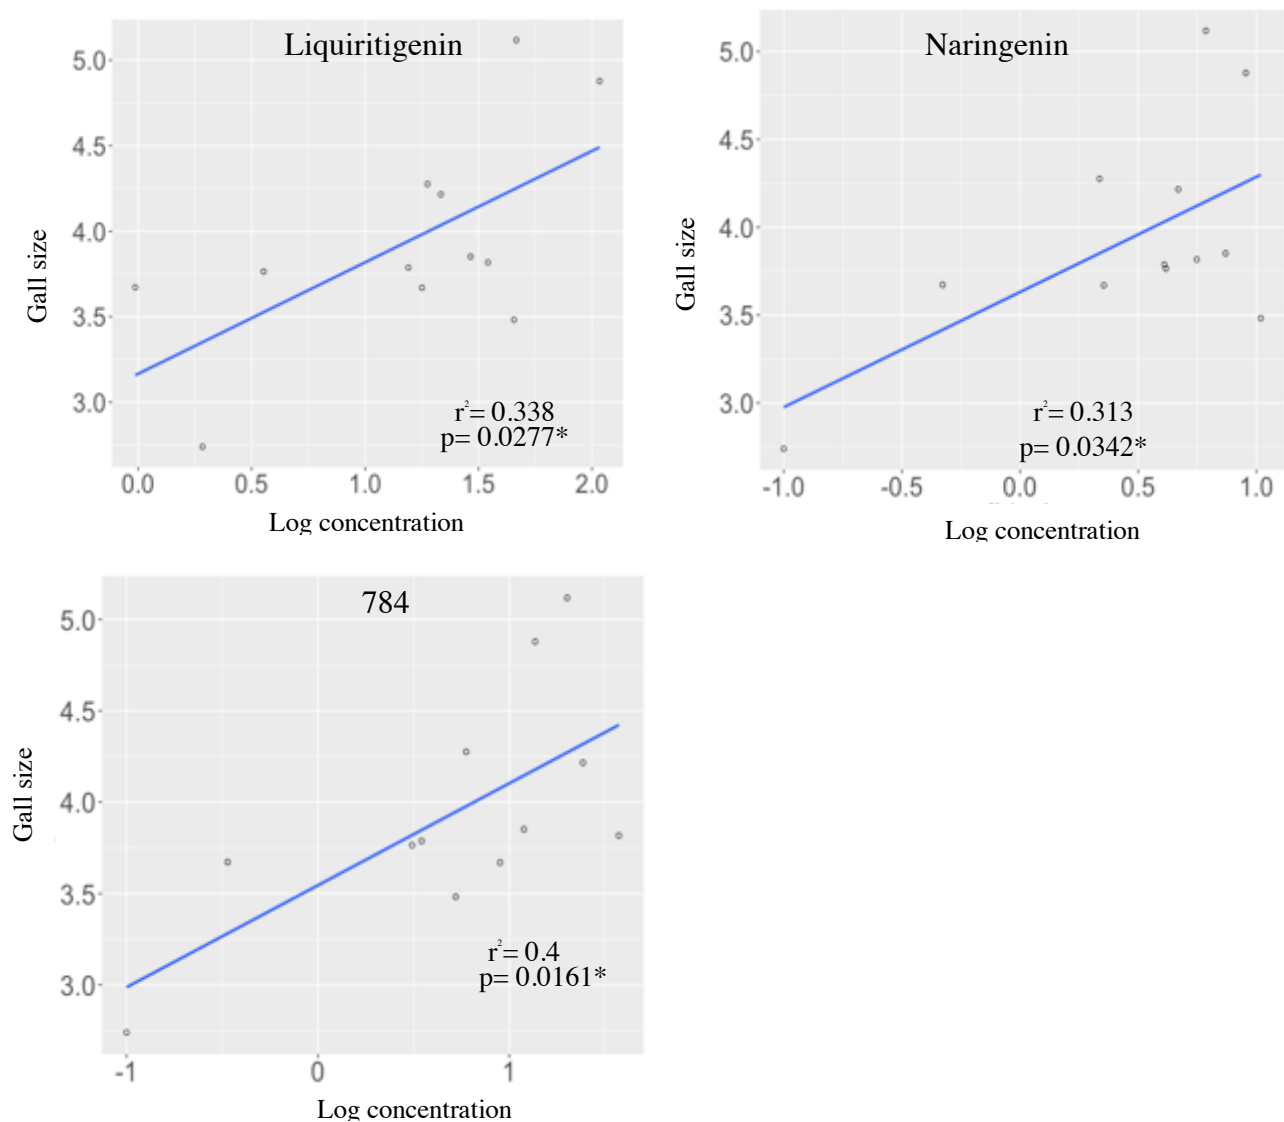 Liquiritigenin
5.0
4.5
4.0
3.5
3.0
Gall size
r²= 0.338
p= 0.0277*
0.0 0.5 1.0 1.5 2.0
Log concentration
Naringenin
5.0
4.5
4.0
3.5
3.0
Gall size
r²= 0.313
p= 0.0342*
-1.0 -0.5 0.0 0.5 1.0
Log concentration
784
5.0
4.5
4.0
3.5
3.0
Gall size
r²= 0.4
p= 0.0161*
-1 0 1
Log concentration